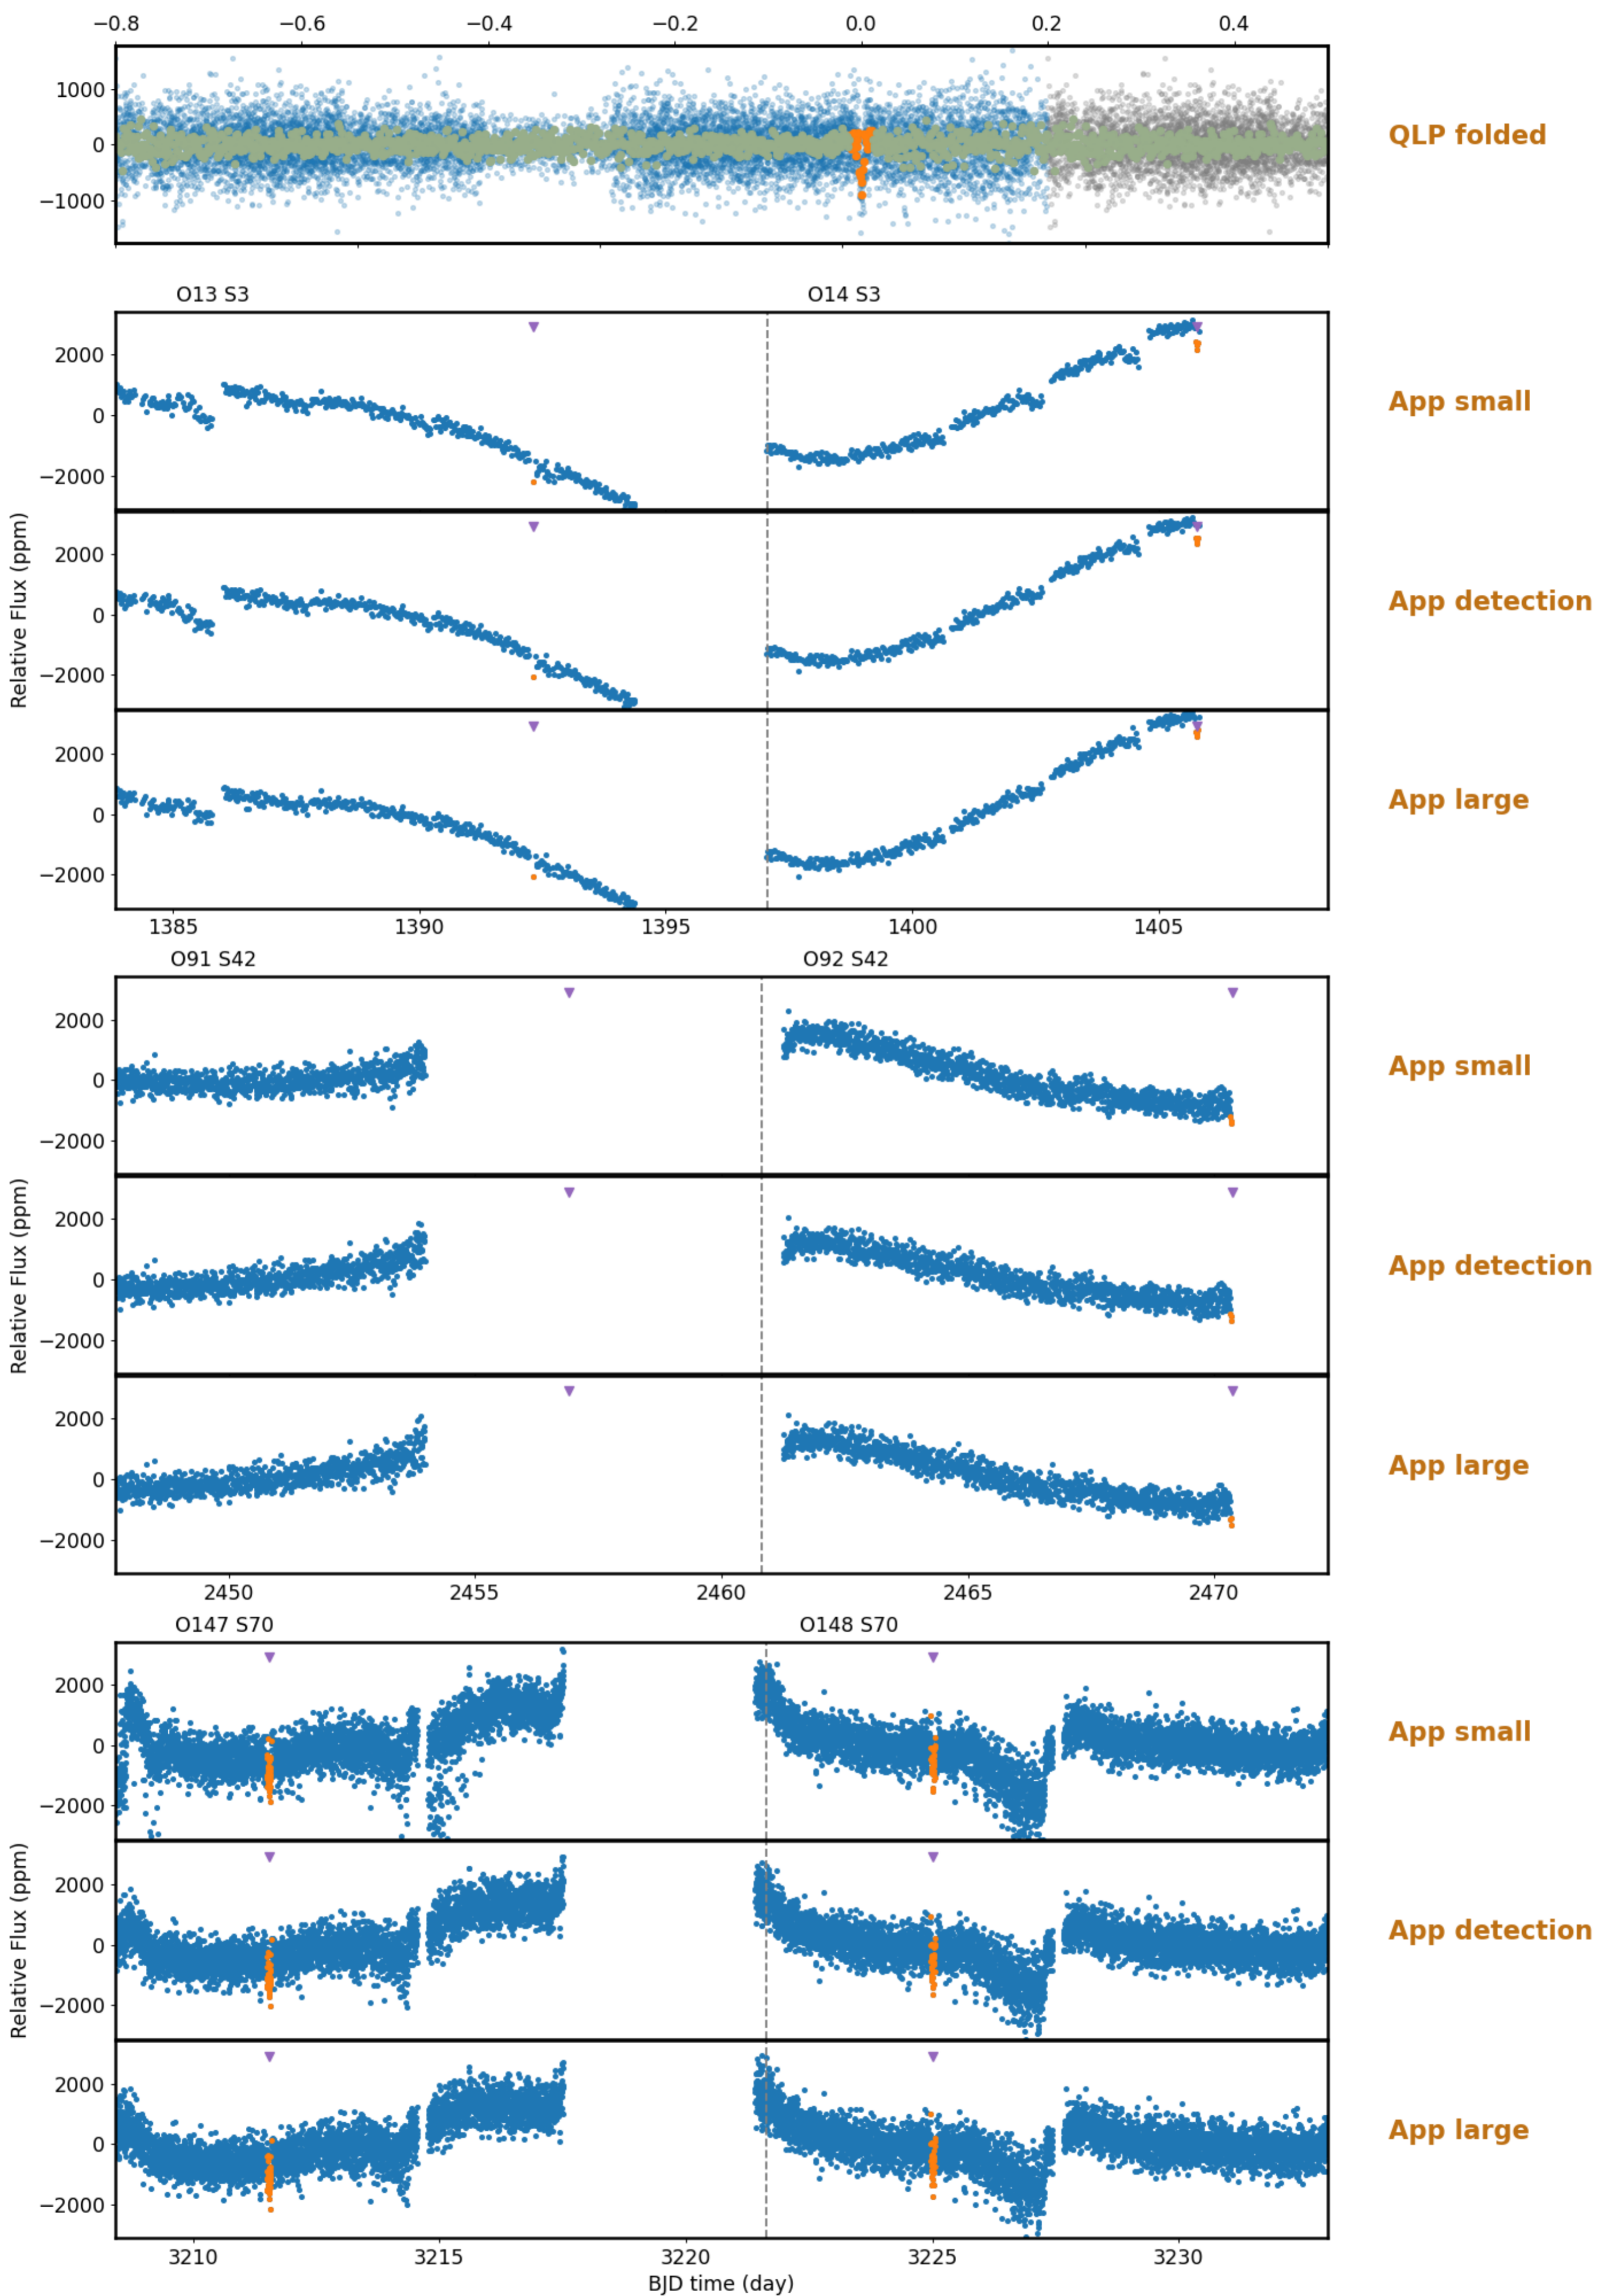 −0.8 −0.6 −0.4 −0.2 0.0 0.2 0.4
1000
0
−1000
QLP folded
O13 S3 O14 S3
2000
0
−2000
App small
2000
0
−2000
App detection
2000
0
−2000
App large
Relative Flux (ppm)
1385 1390 1395 1400 1405
O91 S42 O92 S42
2000
0
−2000
App small
2000
0
−2000
App detection
2000
0
−2000
App large
Relative Flux (ppm)
2450 2455 2460 2465 2470
O147 S70 O148 S70
2000
0
−2000
App small
2000
0
−2000
App detection
2000
0
−2000
App large
Relative Flux (ppm)
3210 3215 3220 3225 3230
BJD time (day)